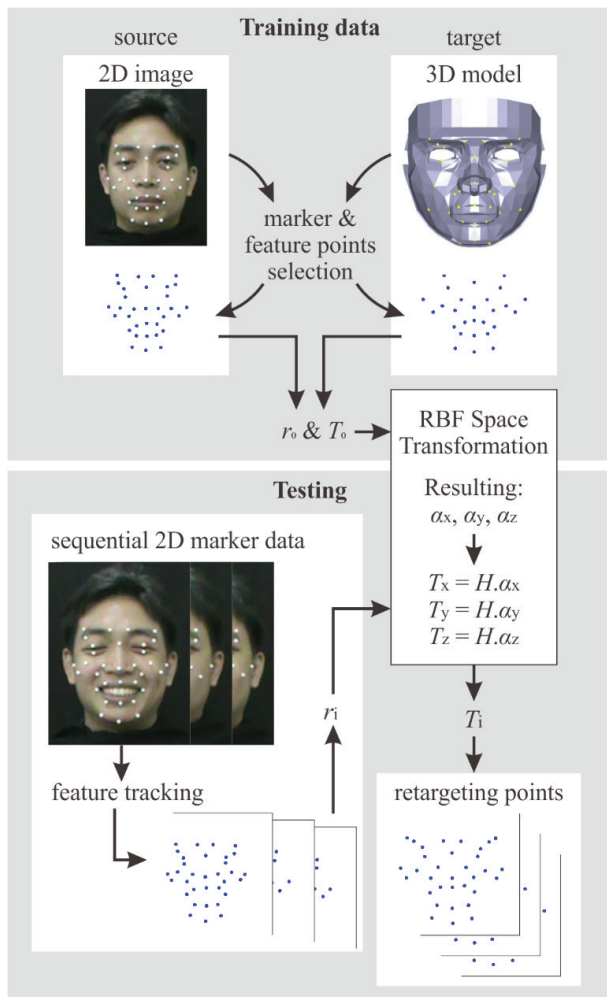 Training data
source
target
2D image
3D model
marker &
feature points
selection
r₀ & T₀
RBF Space
Transformation
Resulting:
αx, αy, αz
Tx = H.αx
Ty = H.αy
Tz = H.αz
Testing
sequential 2D marker data
feature tracking
ri
Ti
retargeting points